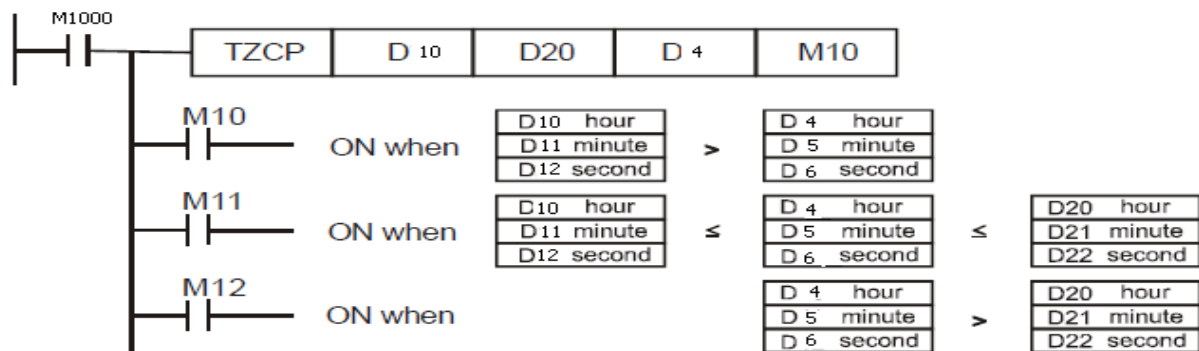 M1000
TZCP D 10 D20 D 4 M10
M10
ON when
D10 hour
D11 minute
D12 second
>
D 4 hour
D 5 minute
D 6 second
M11
ON when
D10 hour
D11 minute
D12 second
≤
D 4 hour
D 5 minute
D 6 second
≤
D20 hour
D21 minute
D22 second
M12
ON when
D 4 hour
D 5 minute
D 6 second
>
D20 hour
D21 minute
D22 second